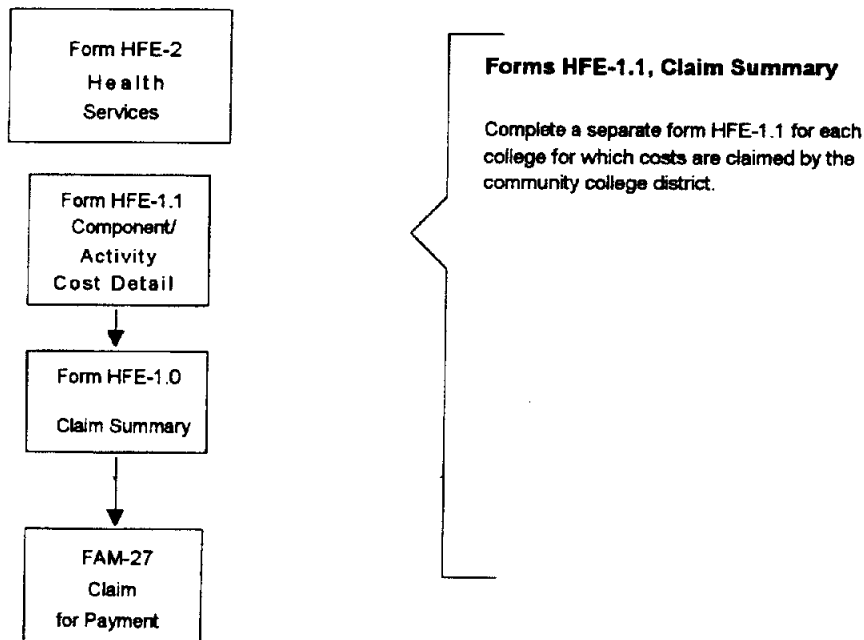 Form HFE-2
Health
Services
Form HFE-1.1
Component/
Activity
Cost Detail
Form HFE-1.0
Claim Summary
FAM-27
Claim
for Payment
Forms HFE-1.1, Claim Summary
Complete a separate form HFE-1.1 for each
college for which costs are claimed by the
community college district.